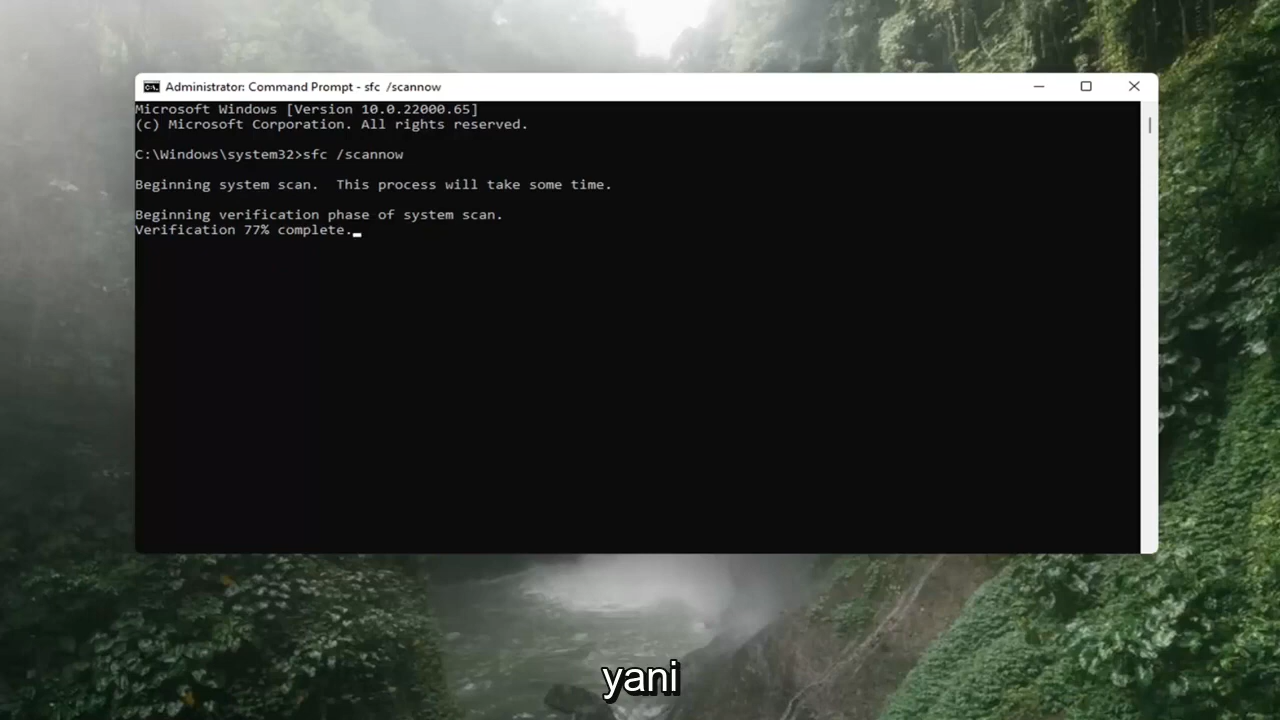 Administrator: Command Prompt - sfc /scannow
Microsoft Windows [Version 10.0.22000.65]
(c) Microsoft Corporation. All rights reserved.
C:\Windows\system32>sfc /scannow
Beginning system scan.  This process will take some time.
Beginning verification phase of system scan.
Verification 77% complete.
yani